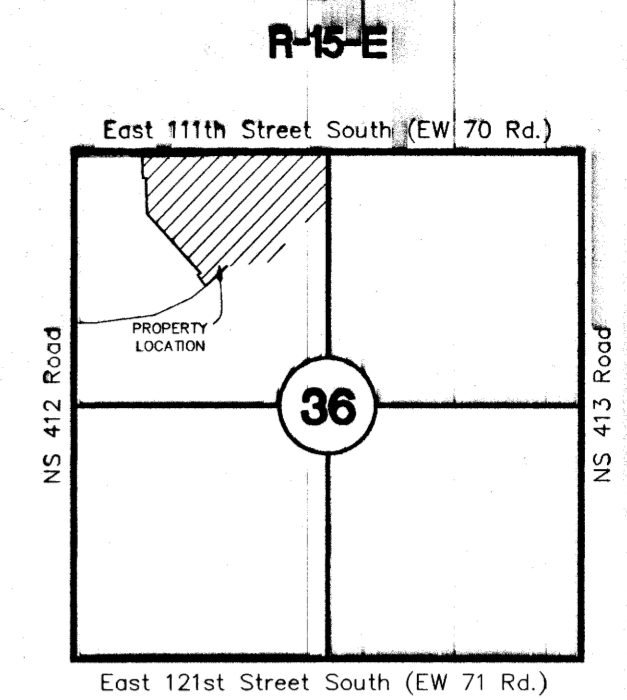 R-15-E
East 111th Street South (EW 70 Rd.)
PROPERTY
LOCATION
NS 412 Road
36
NS 413 Road
East 121st Street South (EW 71 Rd.)